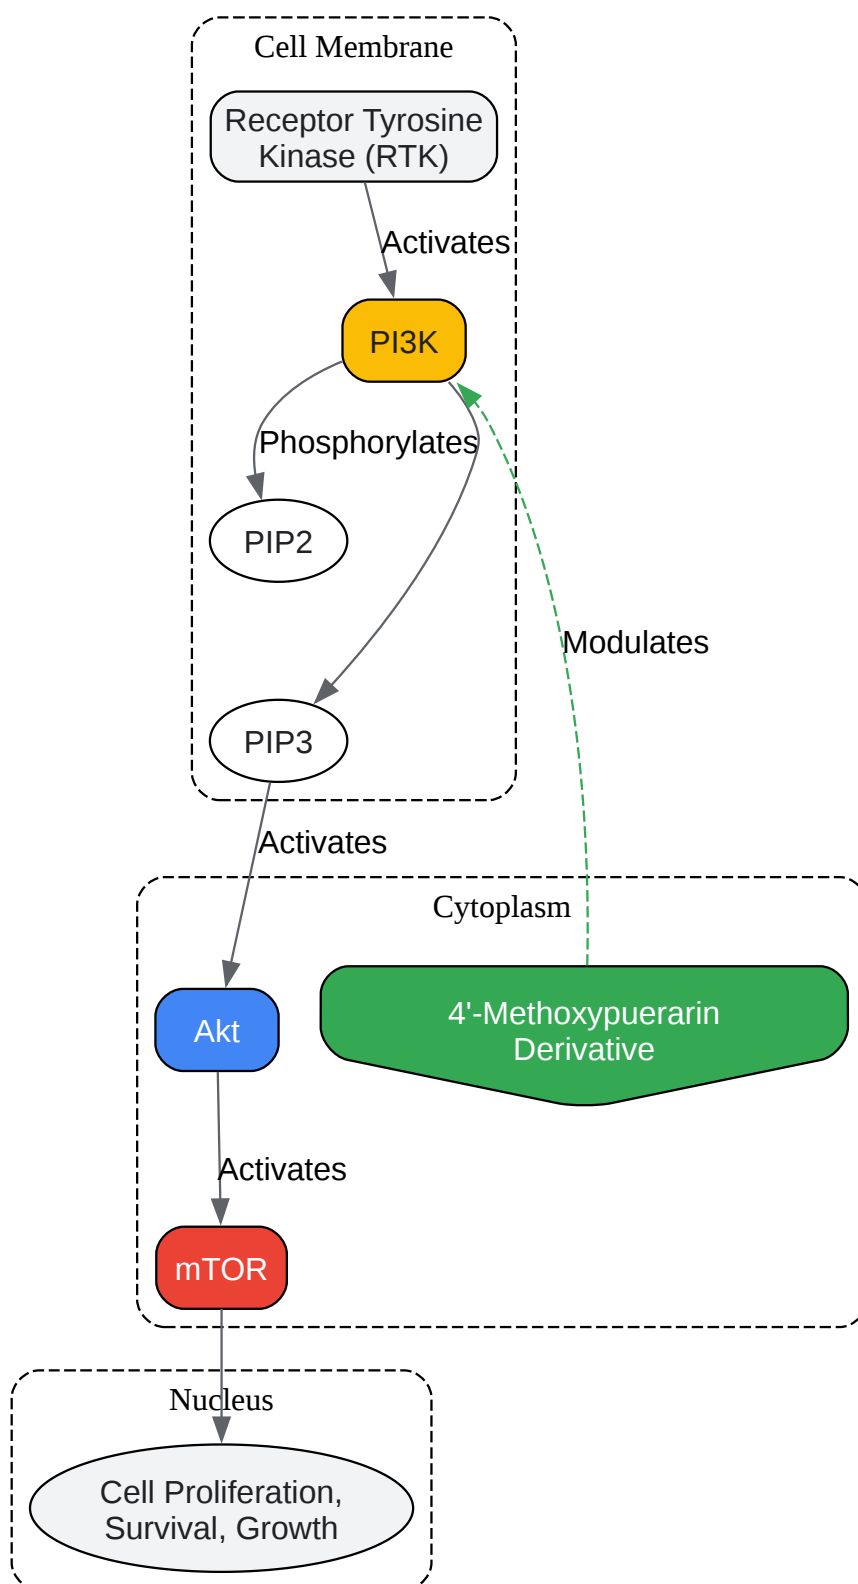 Cell Membrane
Receptor Tyrosine
Kinase (RTK)
Activates
PI3K
Phosphorylates
PIP2
Modulates
PIP3
Activates
Cytoplasm
Akt
4'-Methoxypuerarin
Derivative
Activates
mTOR
Nucleus
Cell Proliferation,
Survival, Growth